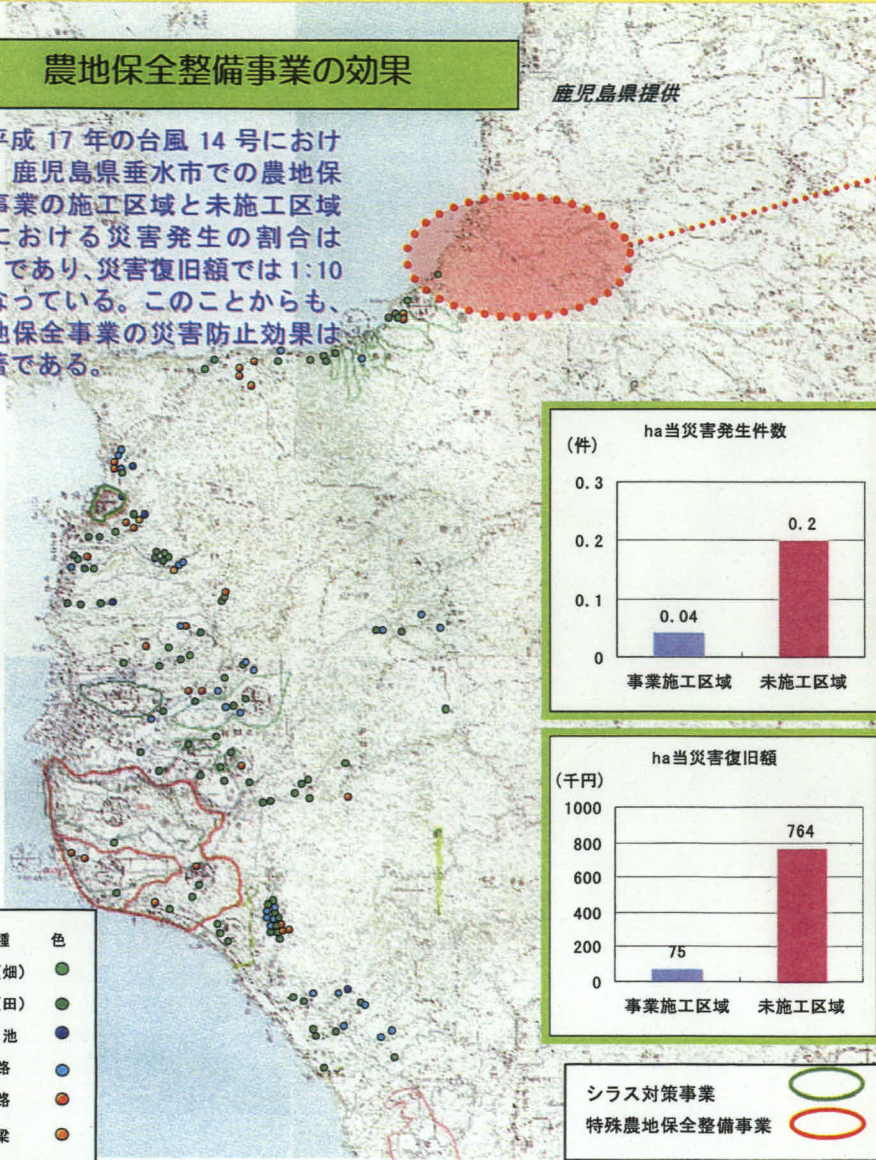 農地保全整備事業の効果
鹿児島県提供
平成 17 年の台風 14 号におけ
鹿児島県垂水市での農地保
事業の施工区域と未施工区域
における災害発生の割合は
であり、災害復旧額では 1:10
なっている。このことからも、
地保全事業の災害防止効果は
著である。
ha当災害発生件数
(件)
0.3
0.2
0.1
0
0.04
0.2
事業施工区域 未施工区域
ha当災害復旧額
(千円)
1000
800
600
400
200
0
75
764
事業施工区域 未施工区域
種 色
(畑)
(田)
池
路
路
梁
シラス対策事業
特殊農地保全整備事業